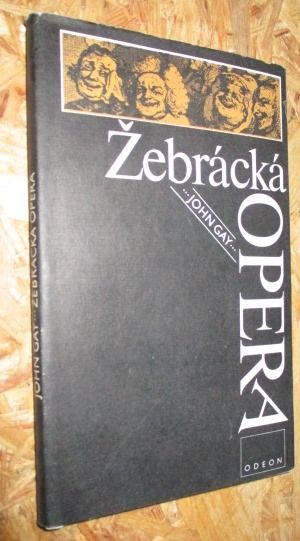 Žebrácká
OPERA
...JOHN GAY...
ODEON
...JOHN GAY...ŽEBRÁCKÁ OPERA